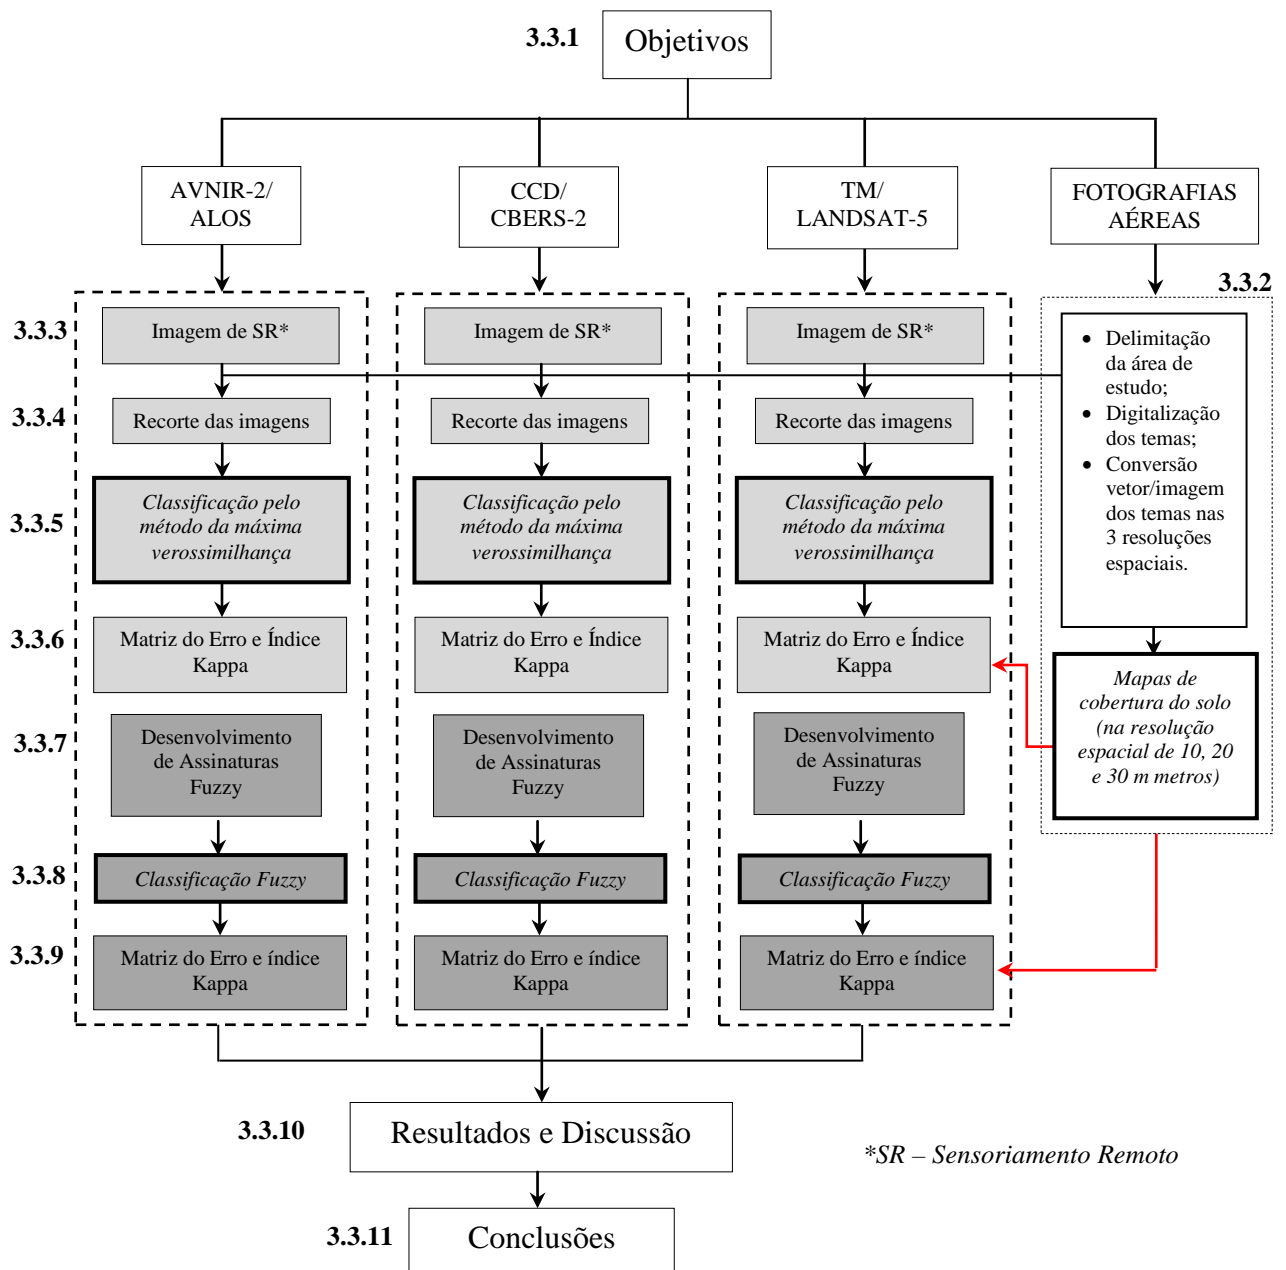 3.3.1
Objetivos
AVNIR-2/
ALOS
CCD/
CBERS-2
TM/
LANDSAT-5
FOTOGRAFIAS
AÉREAS
3.3.2
3.3.3
Imagem de SR*
Imagem de SR*
Imagem de SR*
• Delimitação
da área de
estudo;
• Digitalização
dos temas;
• Conversão
vetor/imagem
dos temas nas
3 resoluções
espaciais.
3.3.4
Recorte das imagens
Recorte das imagens
Recorte das imagens
3.3.5
Classificação pelo
método da máxima
verossimilhança
Classificação pelo
método da máxima
verossimilhança
Classificação pelo
método da máxima
verossimilhança
3.3.6
Matriz do Erro e Índice
Kappa
Matriz do Erro e Índice
Kappa
Matriz do Erro e Índice
Kappa
Mapas de
cobertura do solo
(na resolução
espacial de 10, 20
e 30 m metros)
3.3.7
Desenvolvimento
de Assinaturas
Fuzzy
Desenvolvimento
de Assinaturas
Fuzzy
Desenvolvimento
de Assinaturas
Fuzzy
3.3.8
Classificação Fuzzy
Classificação Fuzzy
Classificação Fuzzy
3.3.9
Matriz do Erro e índice
Kappa
Matriz do Erro e índice
Kappa
Matriz do Erro e índice
Kappa
3.3.10
Resultados e Discussão
*SR – Sensoriamento Remoto
3.3.11
Conclusões